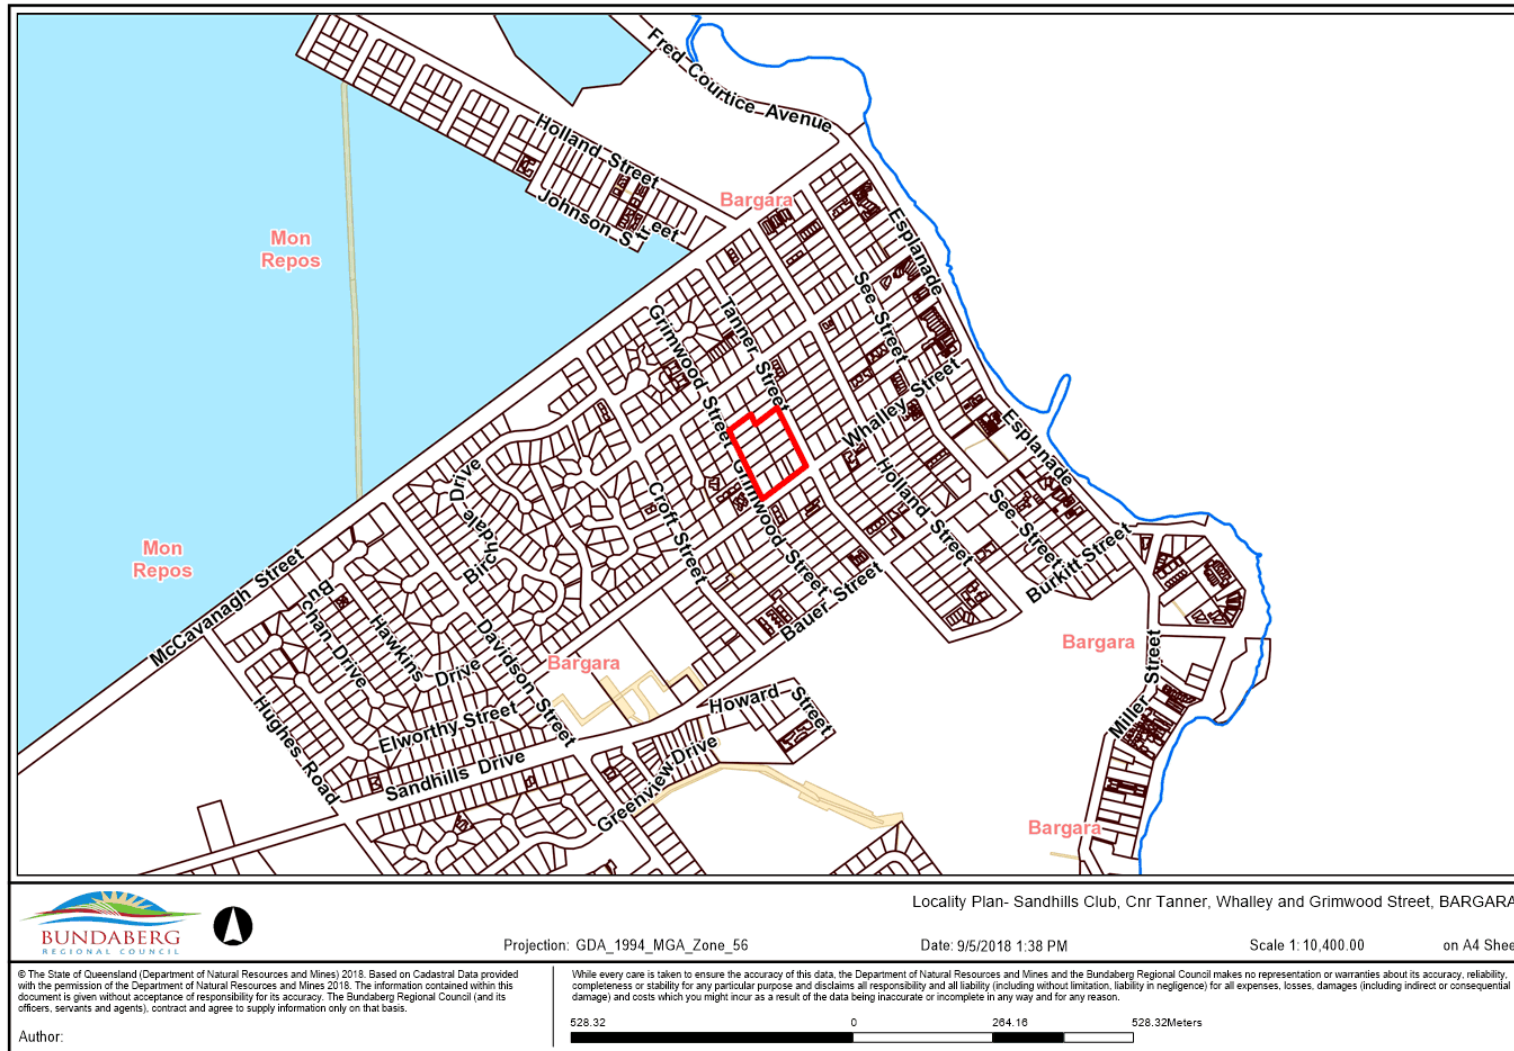 Fred Courtice Avenue
Holland Street
Johnson Street
Bargara
Mon
Repos
Esplanade
See Street
Tanner Street
Grimwood Street
Whalley Street
Esplanade
Grimwood Street
Holland Street
See Street
Burkitt Street
Croft Street
Birchdale Drive
Mon
Repos
McCavanagh Street
Buchan Drive
Hawkins Drive
Davidson Street
Bauer Street
Bargara
Bargara
Miller Street
Elworthy Street
Hughes Road
Sandhills Drive
Howard Street
Greenview Drive
Bargara
BUNDABERG
REGIONAL COUNCIL
Locality Plan- Sandhills Club, Cnr Tanner, Whalley and Grimwood Street, BARGARA
Projection: GDA_1994_MGA_Zone_56
Date: 9/5/2018 1:38 PM
Scale 1:10,400.00
on A4 Shee
© The State of Queensland (Department of Natural Resources and Mines) 2018. Based on Cadastral Data provided
with the permission of the Department of Natural Resources and Mines 2018. The information contained within this
document is given without acceptance of responsibility for its accuracy. The Bundaberg Regional Council (and its
officers, servants and agents), contract and agree to supply information only on that basis.
Author:
While every care is taken to ensure the accuracy of this data, the Department of Natural Resources and Mines and the Bundaberg Regional Council makes no representation or warranties about its accuracy, reliability,
completeness or stability for any particular purpose and disclaims all responsibility and all liability (including without limitation, liability in negligence) for all expenses, losses, damages (including indirect or consequential
damage) and costs which you might incur as a result of the data being inaccurate or incomplete in any way and for any reason.
528.32 0 264.16 528.32Meters